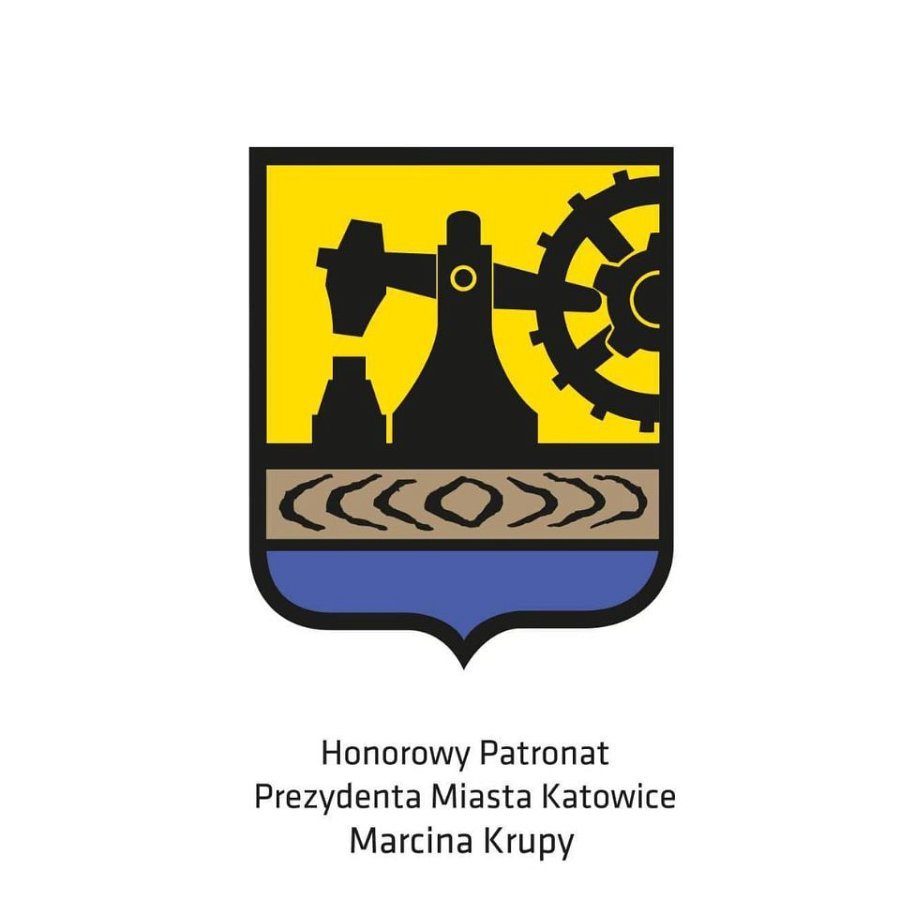 Honorowy Patronat
Prezydenta Miasta Katowice
Marcina Krupy